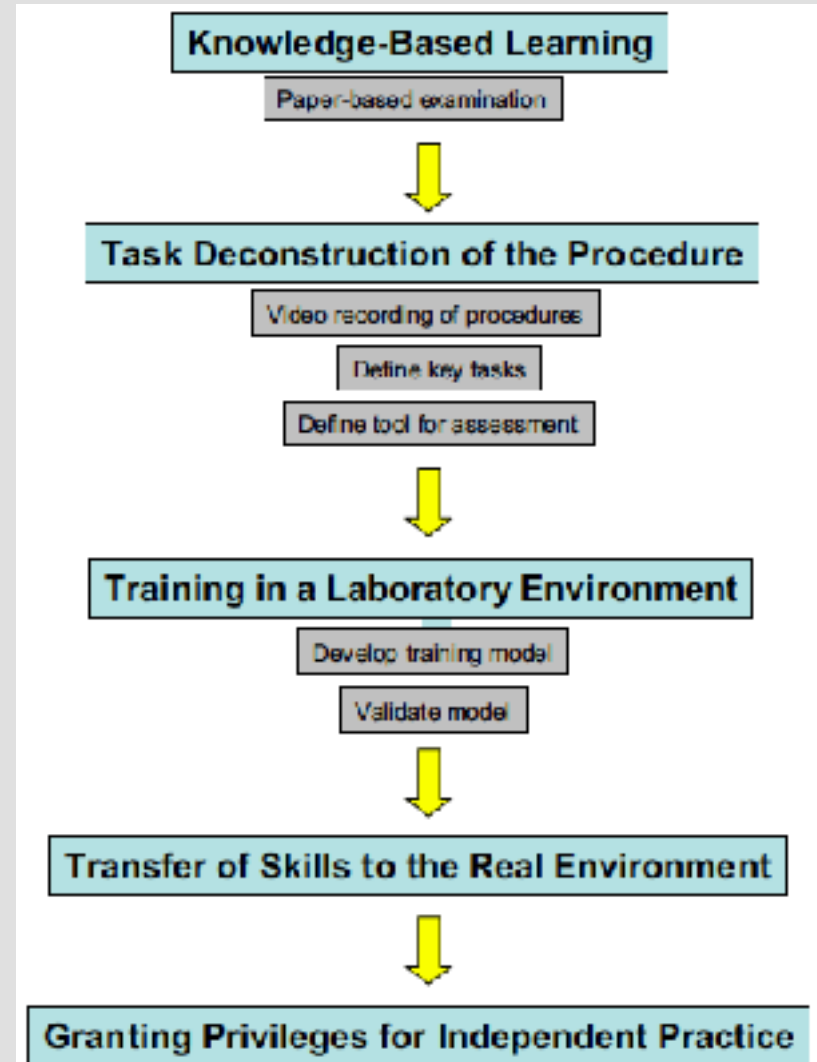 Knowledge-Based Learning
Paper-based examination
Task Deconstruction of the Procedure
Video recording of procedures
Define key tasks
Define tool for assessment
Training in a Laboratory Environment
Develop training model
Validate model
Transfer of Skills to the Real Environment
Granting Privileges for Independent Practice